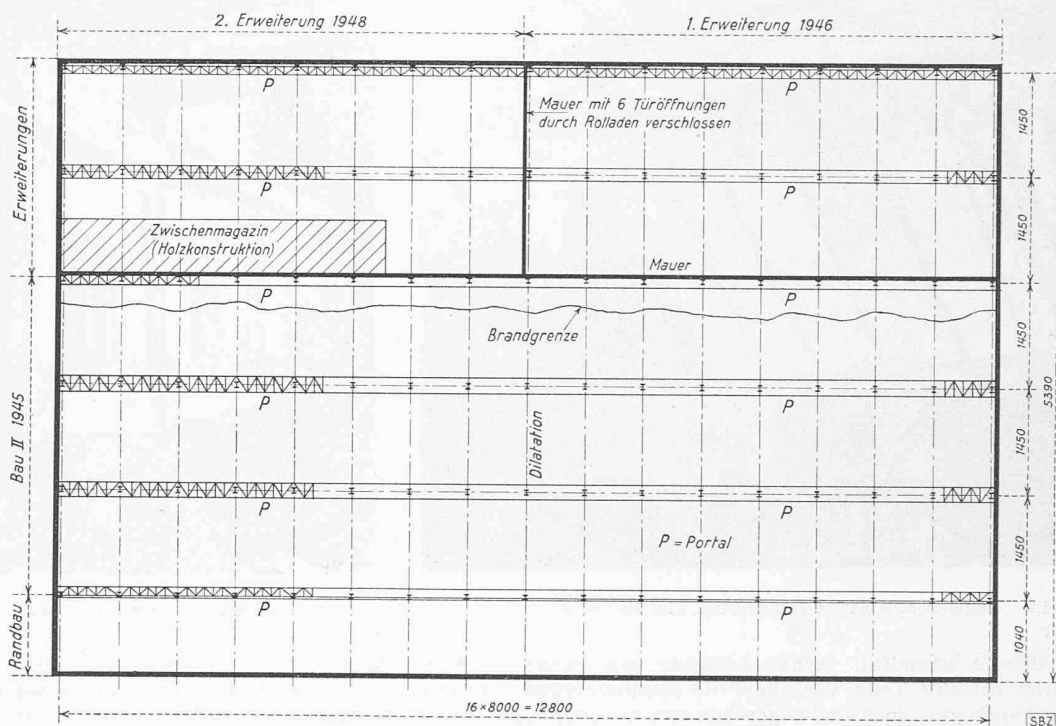 2. Erweiterung 1948
1. Erweiterung 1946
P
P
Mauer mit 6 Türöffnungen
durch Rolladen verschlossen
1450
Erweiterungen
P
P
1450
Zwischenmagazin
(Holzkonstruktion)
Mauer
P
P
1450
Brandgrenze
P
P
5390
Bau II 1945
Dilatation
1450
P
P
P = Portal
1450
P
P
Randbau
1040
16 x 8000 = 12800
SBZ